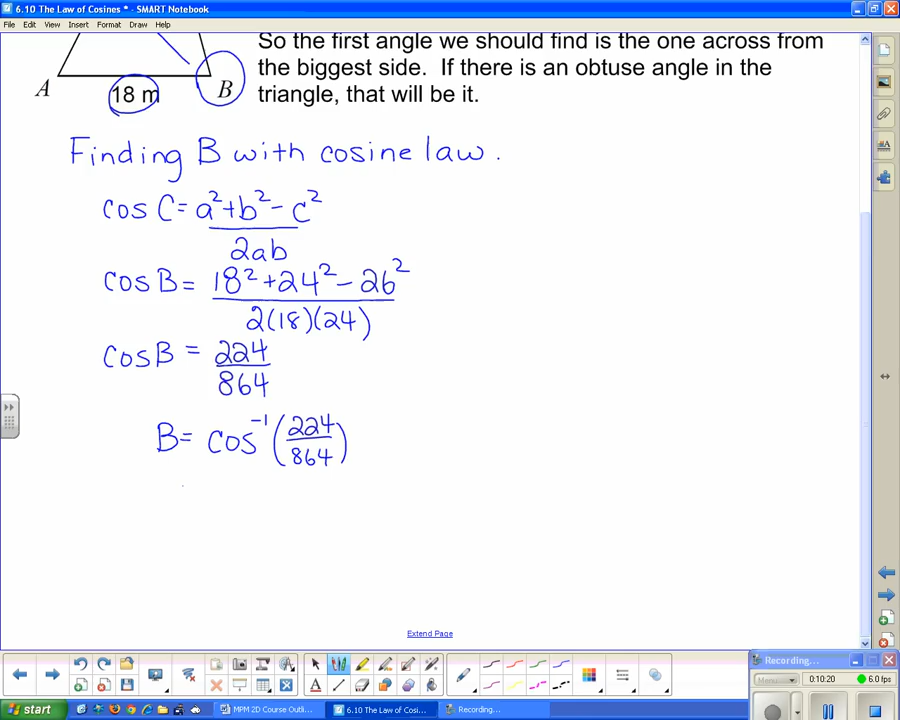 6.10 The Law of Cosines * - SMART Notebook
File Edit View Insert Format Draw Help
So the first angle we should find is the one across from
the biggest side. If there is an obtuse angle in the
triangle, that will be it.
A
18 m
B
Finding B with cosine law.
cos C = a²+b²-c²
2ab
cosB = 18²+24²-26²
2(18)(24)
cosB = 224
864
B= cos⁻¹(224
864)
Extend Page
Recording...
Menu
0:10:20
6.0 fps
start
MPM 2D Course Outli...
6.10 The Law of Cosi...
Recording...